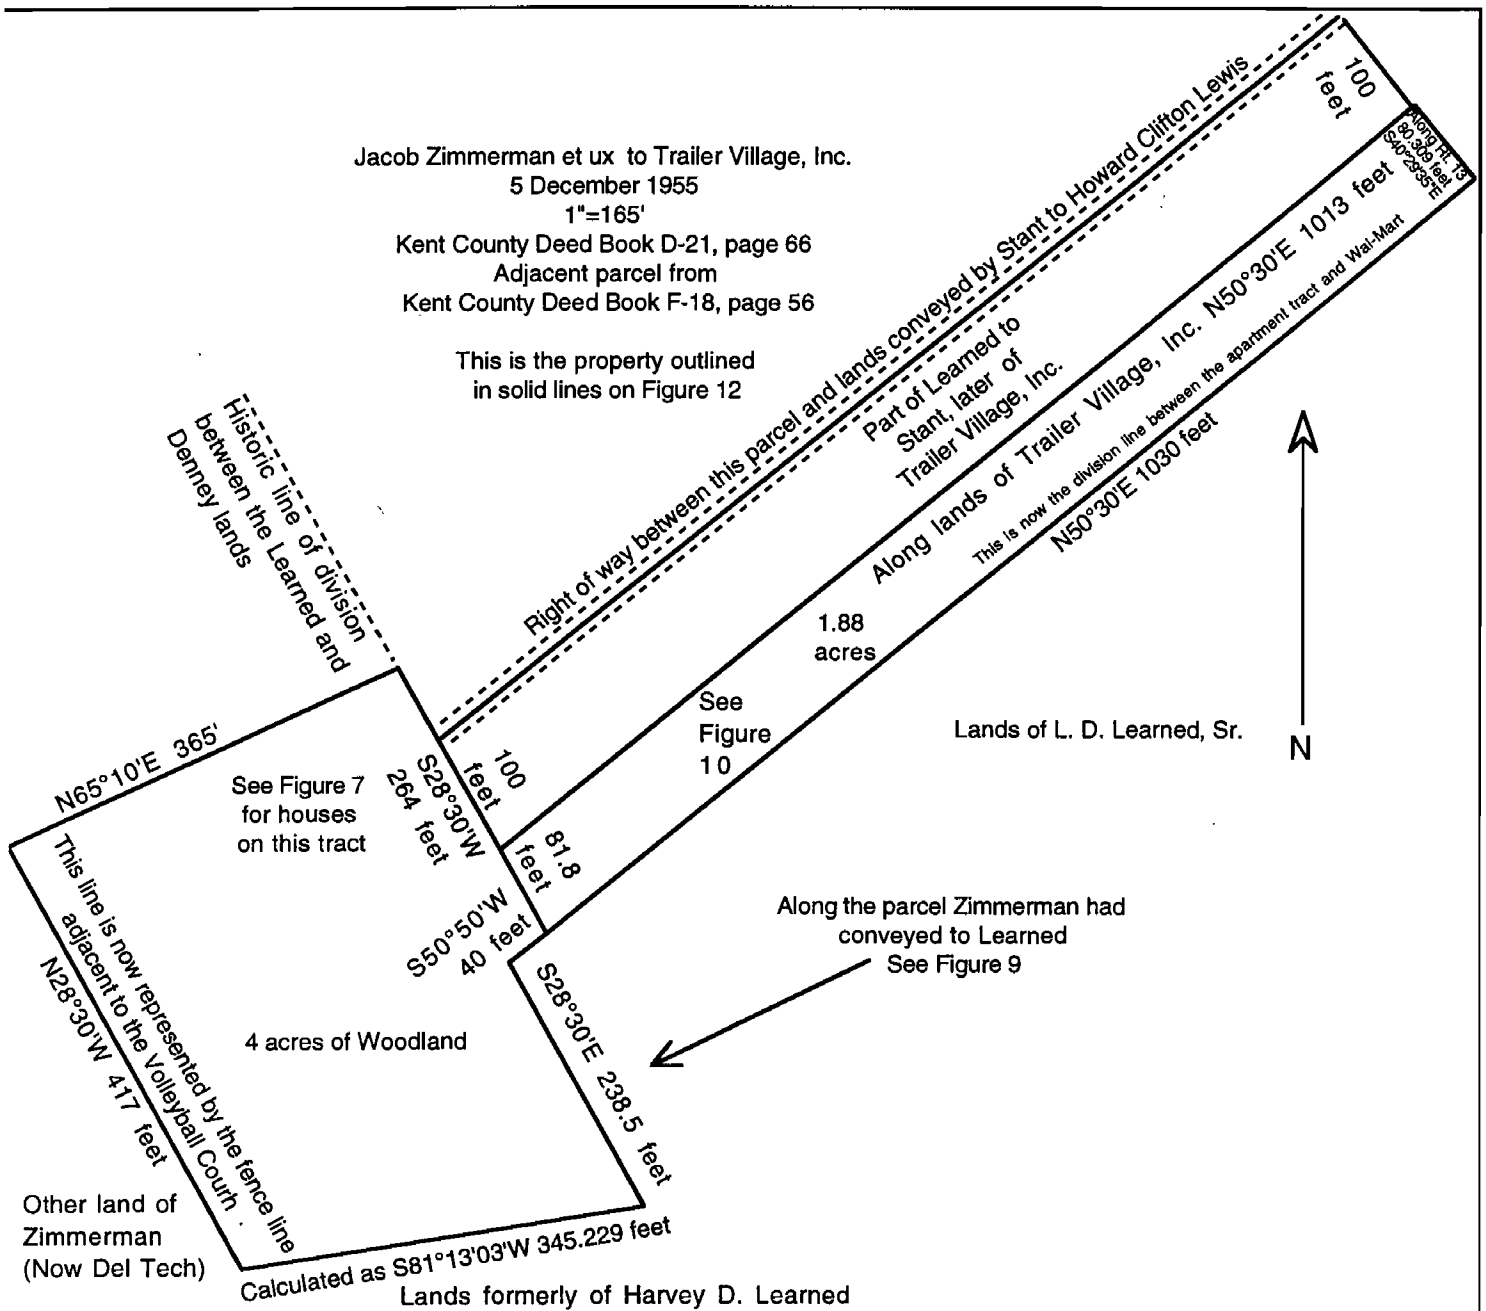 Jacob Zimmerman et ux to Trailer Village, Inc.
5 December 1955
1"=165'
Kent County Deed Book D-21, page 66
Adjacent parcel from
Kent County Deed Book F-18, page 56
This is the property outlined
in solid lines on Figure 12
100
feet
Along Rt. 13
80.309 feet
S40°29'35"E
Right of way between this parcel and lands conveyed by Stant to Howard Clifton Lewis
Part of Learned to
Stant, later of
Trailer Village, Inc.
Along lands of Trailer Village, Inc. N50°30'E 1013 feet
This is now the division line between the apartment tract and Wal-Mart
N50°30'E 1030 feet
Historic line of division
between the Learned and
Denney lands
1.88
acres
See
Figure
10
Lands of L. D. Learned, Sr.
N
N65°10'E 365'
See Figure 7
for houses
on this tract
100
feet
S28°30'W
264 feet
81.8
feet
S50°50'W
40 feet
Along the parcel Zimmerman had
conveyed to Learned
See Figure 9
This line is now represented by the fence line
adjacent to the Volleyball Courh
N28°30'W 417 feet
4 acres of Woodland
S28°30'E 238.5 feet
Other land of
Zimmerman
(Now Del Tech)
Calculated as S81°13'03'W 345.229 feet
Lands formerly of Harvey D. Learned